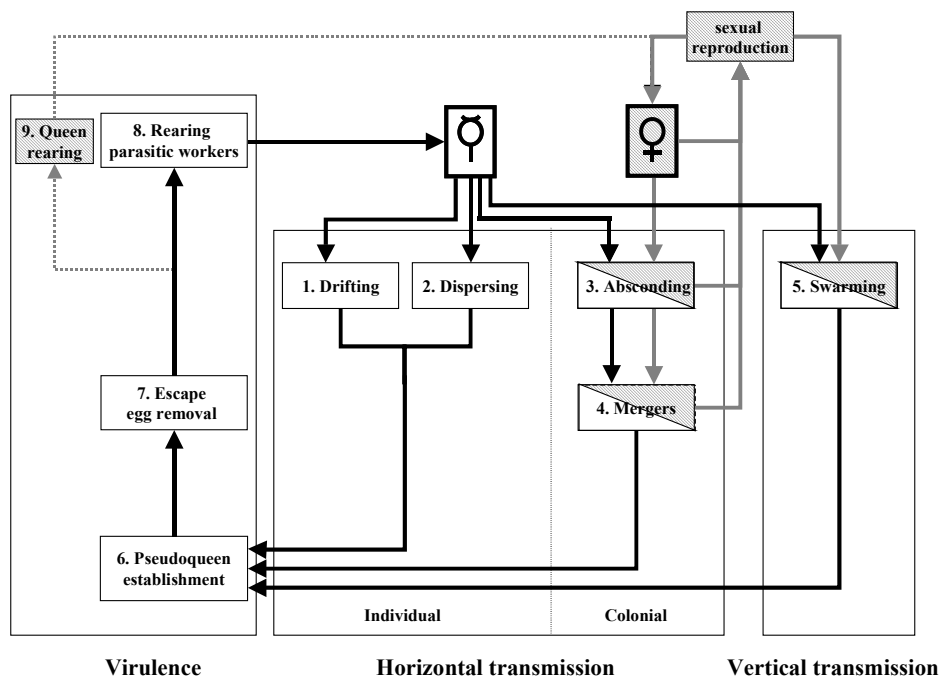 sexual
reproduction
9. Queen
rearing
8. Rearing
parasitic workers
1. Drifting
2. Dispersing
3. Absconding
5. Swarming
7. Escape
egg removal
4. Mergers
6. Pseudoqueen
establishment
Individual
Colonial
Virulence
Horizontal transmission
Vertical transmission